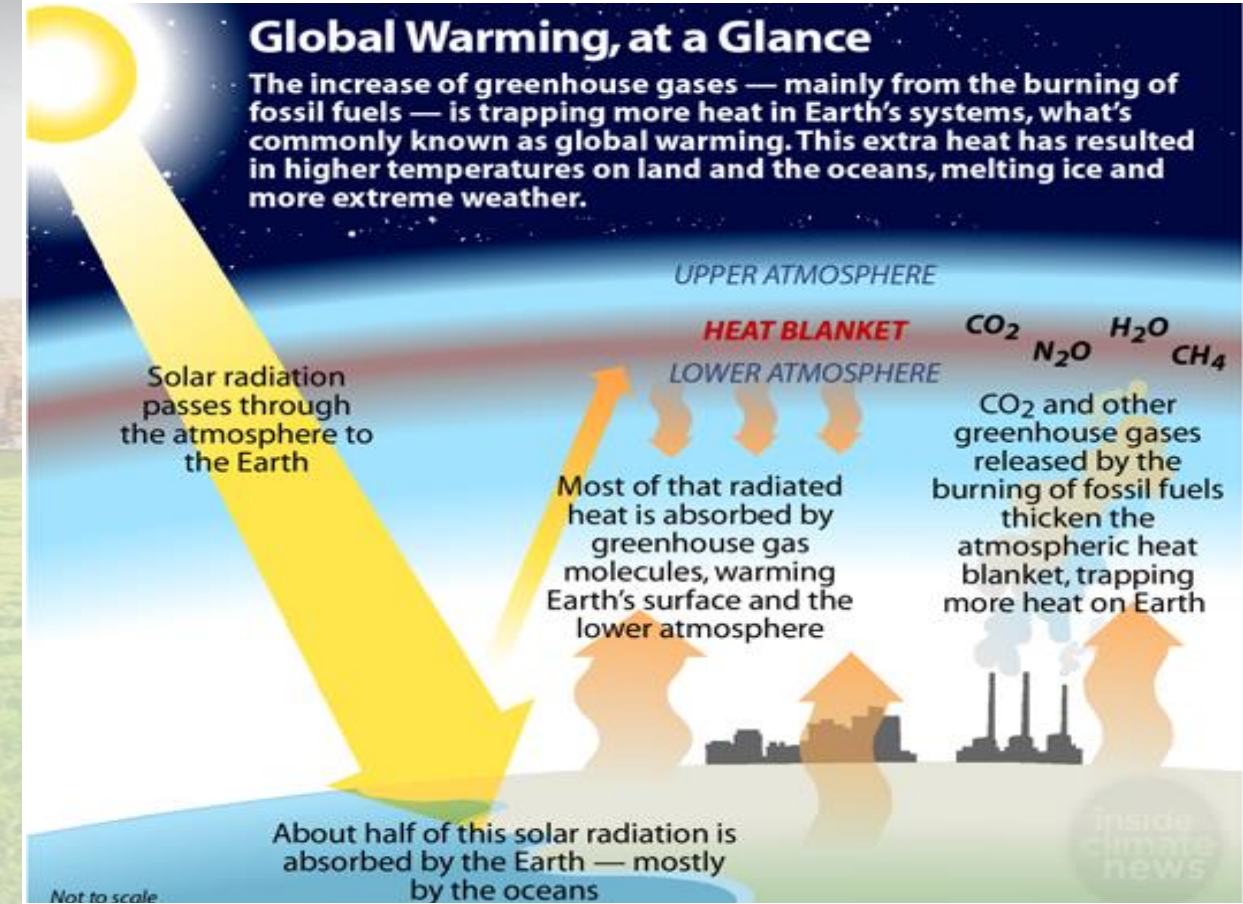 Global Warming, at a Glance
The increase of greenhouse gases — mainly from the burning of
fossil fuels — is trapping more heat in Earth's systems, what's
commonly known as global warming. This extra heat has resulted
in higher temperatures on land and the oceans, melting ice and
more extreme weather.
UPPER ATMOSPHERE
HEAT BLANKET
LOWER ATMOSPHERE
CO₂
N₂O
H₂O
CH₄
Solar radiation
passes through
the atmosphere to
the Earth
Most of that radiated
heat is absorbed by
greenhouse gas
molecules, warming
Earth's surface and the
lower atmosphere
CO₂ and other
greenhouse gases
released by the
burning of fossil fuels
thicken the
atmospheric heat
blanket, trapping
more heat on Earth
About half of this solar radiation is
absorbed by the Earth — mostly
by the oceans
Not to scale
inside
climate
news